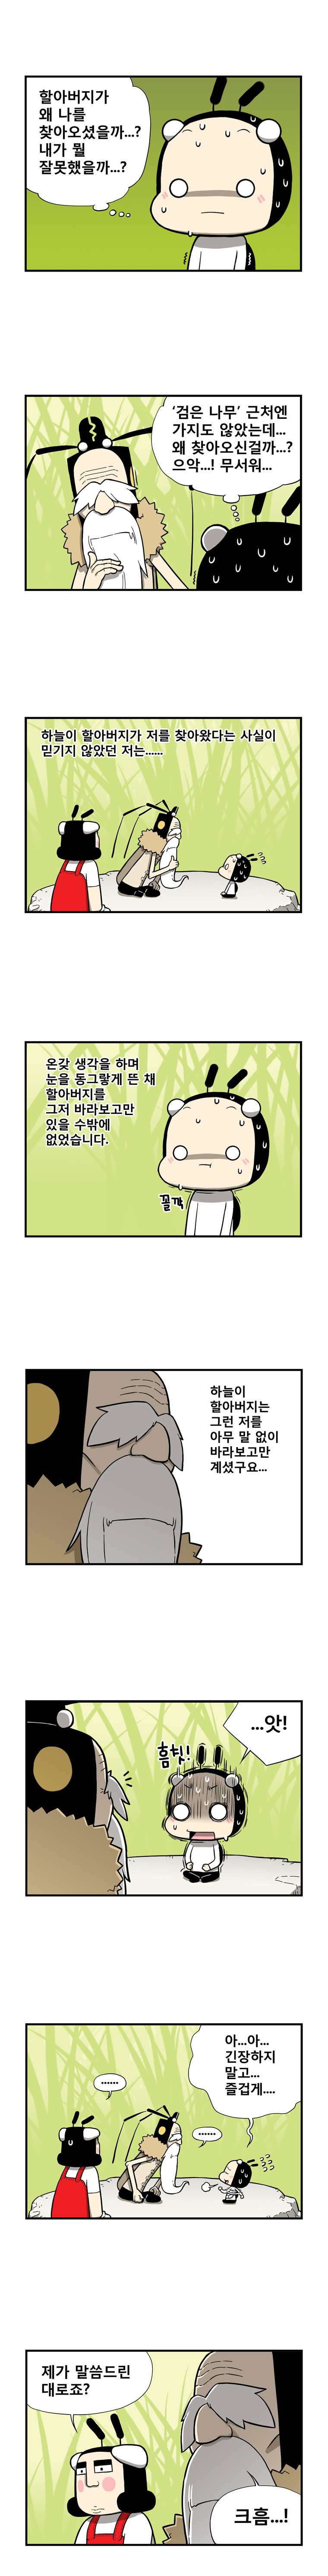 할아버지가
왜 나를
찾아오셨을까...?
내가 뭘
잘못했을까...?
'검은 나무' 근처엔
가지도 않았는데...
왜 찾아오신걸까...?
으악...! 무서워...
하늘이 할아버지가 저를 찾아왔다는 사실이
믿기지 않았던 저는......
온갖 생각을 하며
눈을 동그랗게 뜬 채
할아버지를
그저 바라보고만
있을 수밖에
없었습니다.
꼴깍
하늘이
할아버지는
그런 저를
아무 말 없이
바라보고만
계셨구요...
...앗!
흠칫!
아...아...
긴장하지
말고...
즐겁게....
......
......
제가 말씀드린
대로죠?
크흠...!